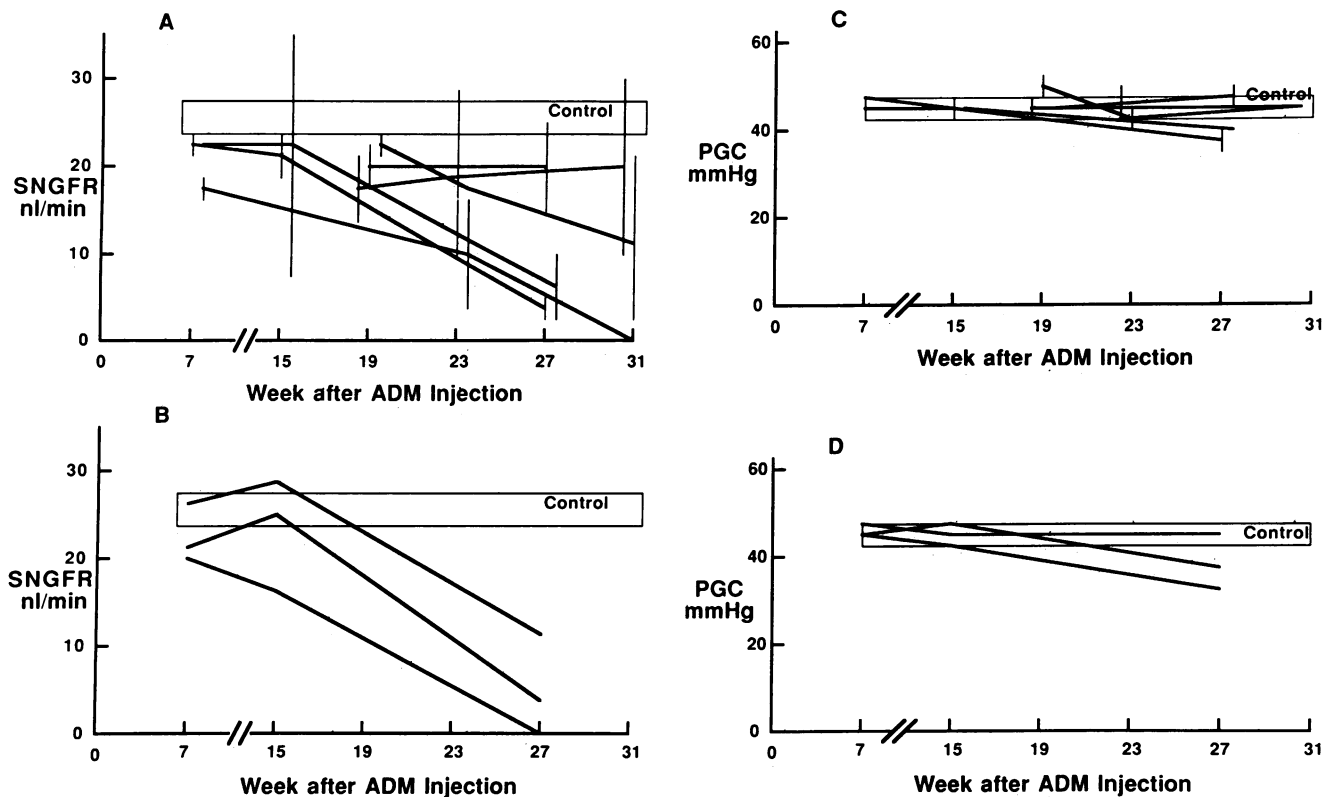 A
30
Control
20
SNGFR
nl/min
10
0
0 7 15 19 23 27 31
Week after ADM Injection
B
30
Control
20
SNGFR
nl/min
10
0
0 7 15 19 23 27 31
Week after ADM Injection
C
60
Control
40
PGC
mmHg
20
0
0 7 15 19 23 27 31
Week after ADM Injection
D
60
Control
40
PGC
mmHg
20
0
0 7 15 19 23 27 31
Week after ADM Injection